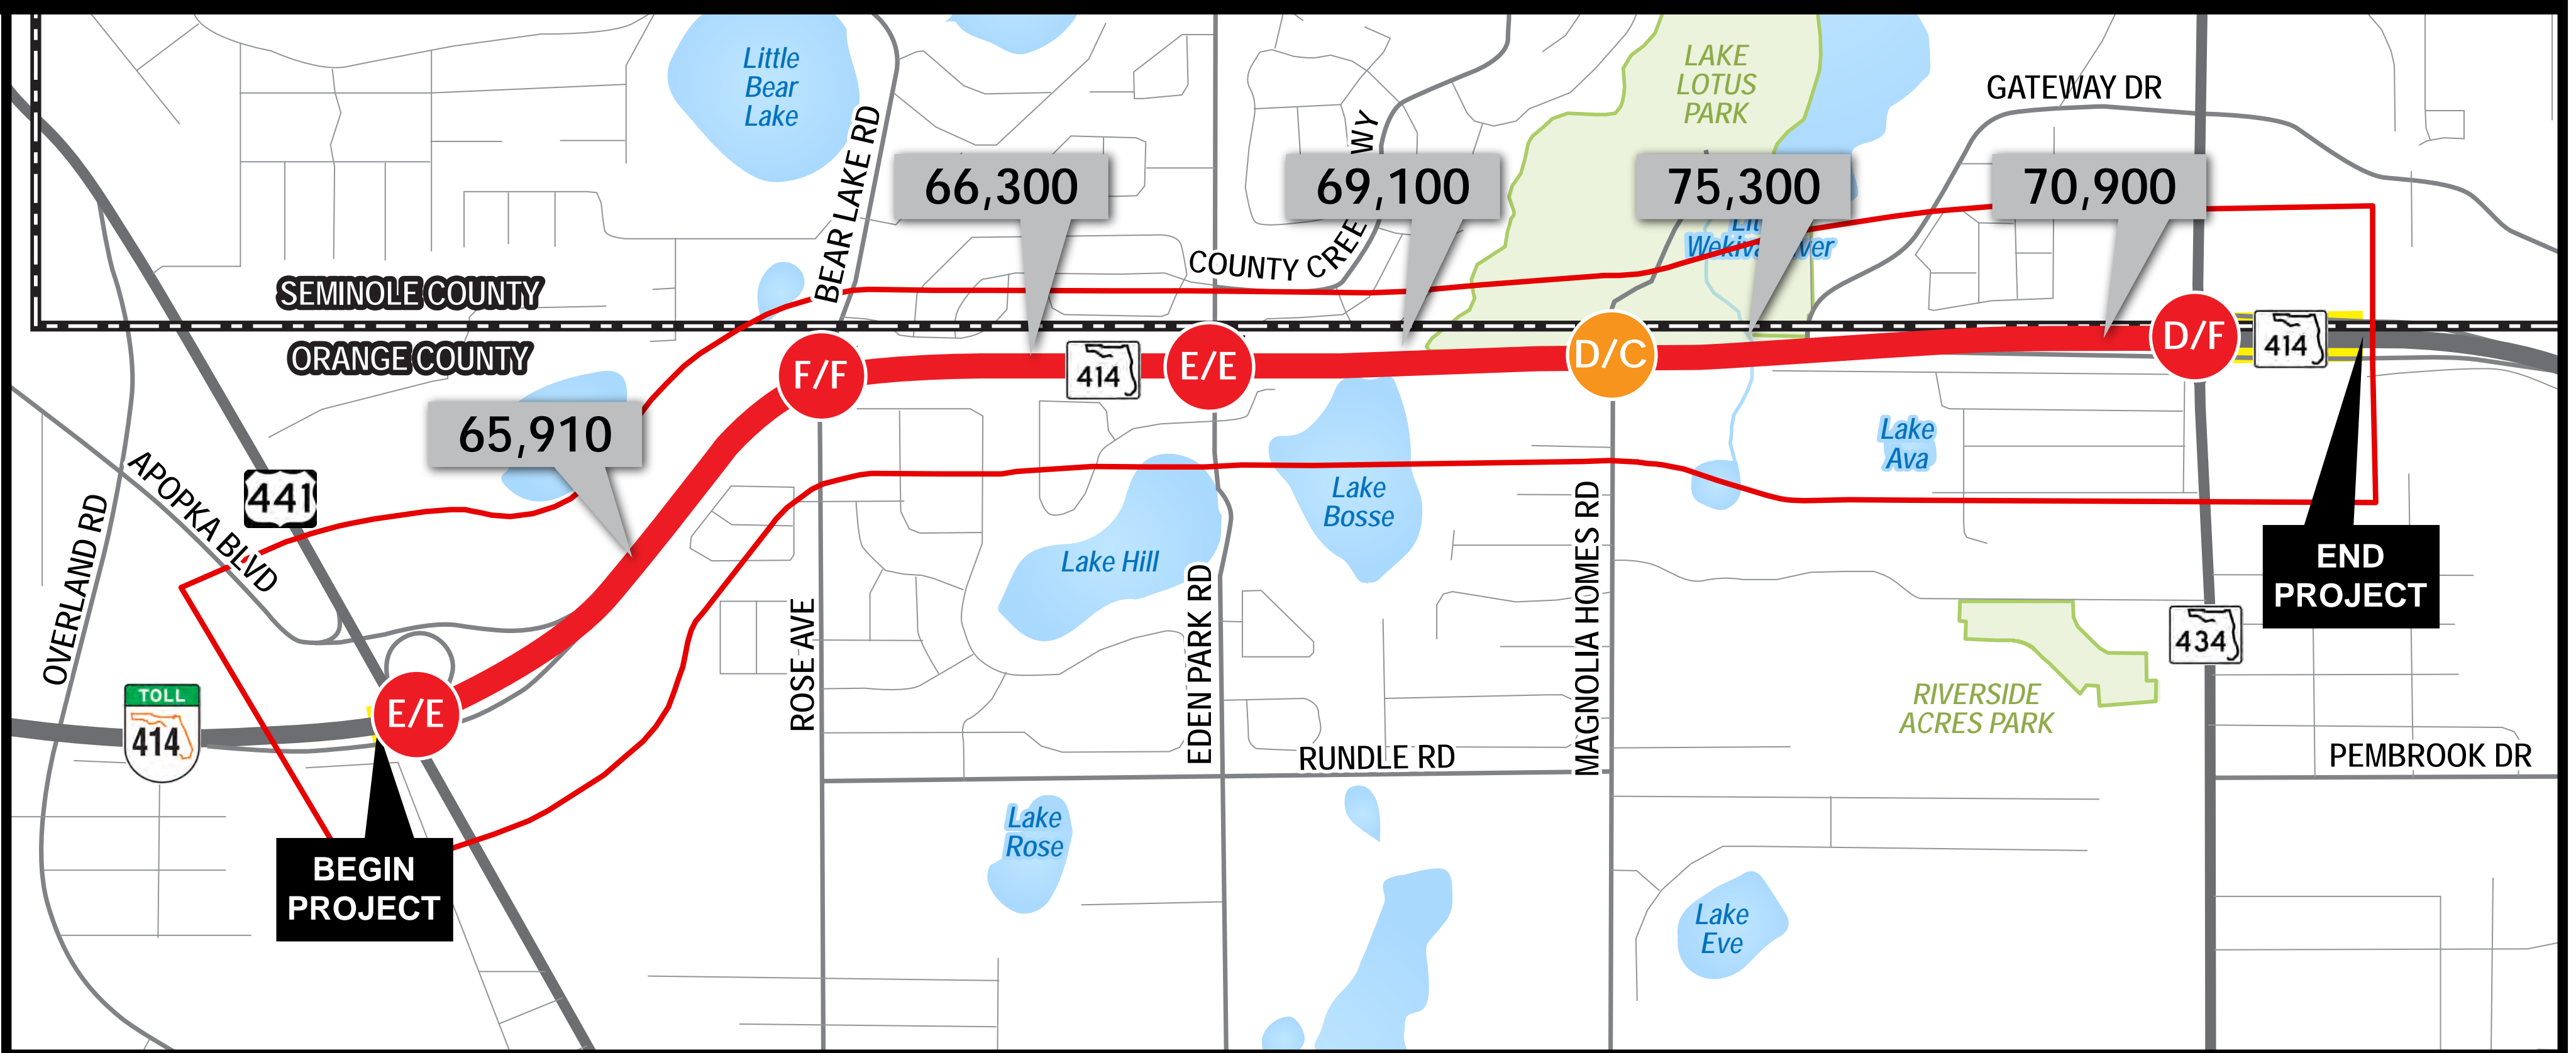 Little
Bear
Lake
LAKE
LOTUS
PARK
GATEWAY DR
BEAR LAKE RD
66,300
69,100
75,300
70,900
COUNTY CREE WY
Wekiva
SEMINOLE COUNTY
ORANGE COUNTY
F/F
414
E/E
D/C
D/F
414
65,910
441
APOPKA BLVD
OVERLAND RD
Lake
Ava
Lake
Bosse
Lake Hill
ROSE AVE
EDEN PARK RD
MAGNOLIA HOMES RD
END
PROJECT
434
TOLL
414
E/E
RIVERSIDE
ACRES PARK
RUNDLE RD
PEMBROOK DR
BEGIN
PROJECT
Lake
Rose
Lake
Eve